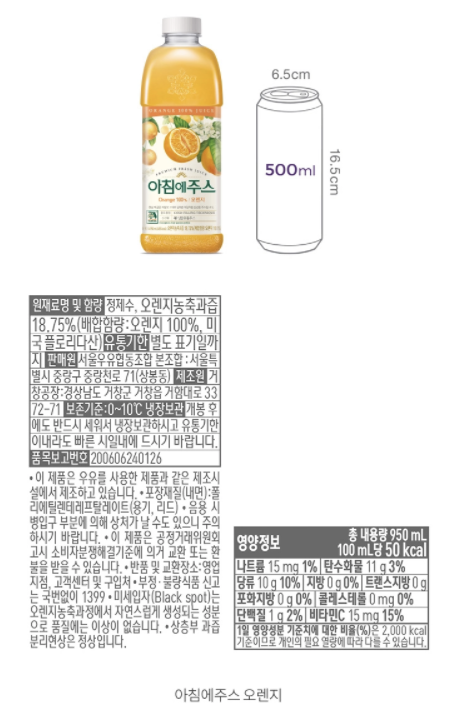 6.5cm
ORANGE 100% JUICE
PREMIUM FRESH JUICE
아침에주스
Orange 100% | 오렌지
500ml
16.5cm
원재료명 및 함량 정제수, 오렌지농축과즙
18.75%(배합함량:오렌지 100%, 미
국 플로리다산) 유통기한 별도 표기일까
지 판매원 서울우유협동조합 본조합:서울특
별시 중랑구 중랑천로 71(상봉동) 제조원 거
창공장:경상남도 거창군 거창읍 거함대로 33
72-71 보존기준:0~10℃ 냉장보관 개봉 후
에도 반드시 세워서 냉장보관하시고 유통기한
이내라도 빠른 시일내에 드시기 바랍니다.
품목보고번호 200606240126
• 이 제품은 우유를 사용한 제품과 같은 제조시
설에서 제조하고 있습니다. • 포장재질(내면):폴
리에틸렌테레프탈레이트(용기, 리드) • 음용 시
병입구 부분에 의해 상처가 날 수도 있으니 주의
하시기 바랍니다. • 이 제품은 공정거래위원회
고시 소비자분쟁해결기준에 의거 교환 또는 환
불을 받을 수 있습니다. • 반품 및 교환장소:영업
지점, 고객센터 및 구입처 • 부정·불량식품 신고
는 국번없이 1399 • 미세입자(Black spot)는
오렌지농축과정에서 자연스럽게 생성되는 성분
으로 품질에는 이상이 없습니다. • 상층부 과즙
분리현상은 정상입니다.
영양정보 총 내용량 950 mL
100 mL당 50 kcal
나트륨 15 mg 1% 탄수화물 11 g 3%
당류 10 g 10% 지방 0 g 0% 트랜스지방 0 g
포화지방 0 g 0% 콜레스테롤 0 mg 0%
단백질 1 g 2% 비타민C 15 mg 15%
1일 영양성분 기준치에 대한 비율(%)은 2,000 kcal
기준이므로 개인의 필요 열량에 따라 다를 수 있습니다.
아침에주스 오렌지